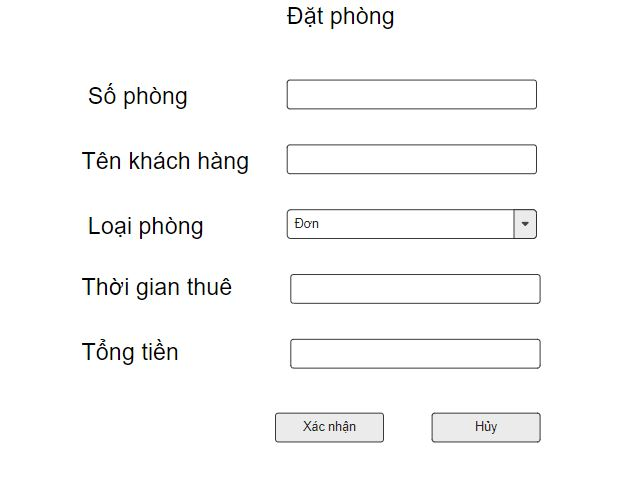 Đặt phòng
Số phòng
Tên khách hàng
Loại phòng
Đơn
Thời gian thuê
Tổng tiền
Xác nhận
Hủy